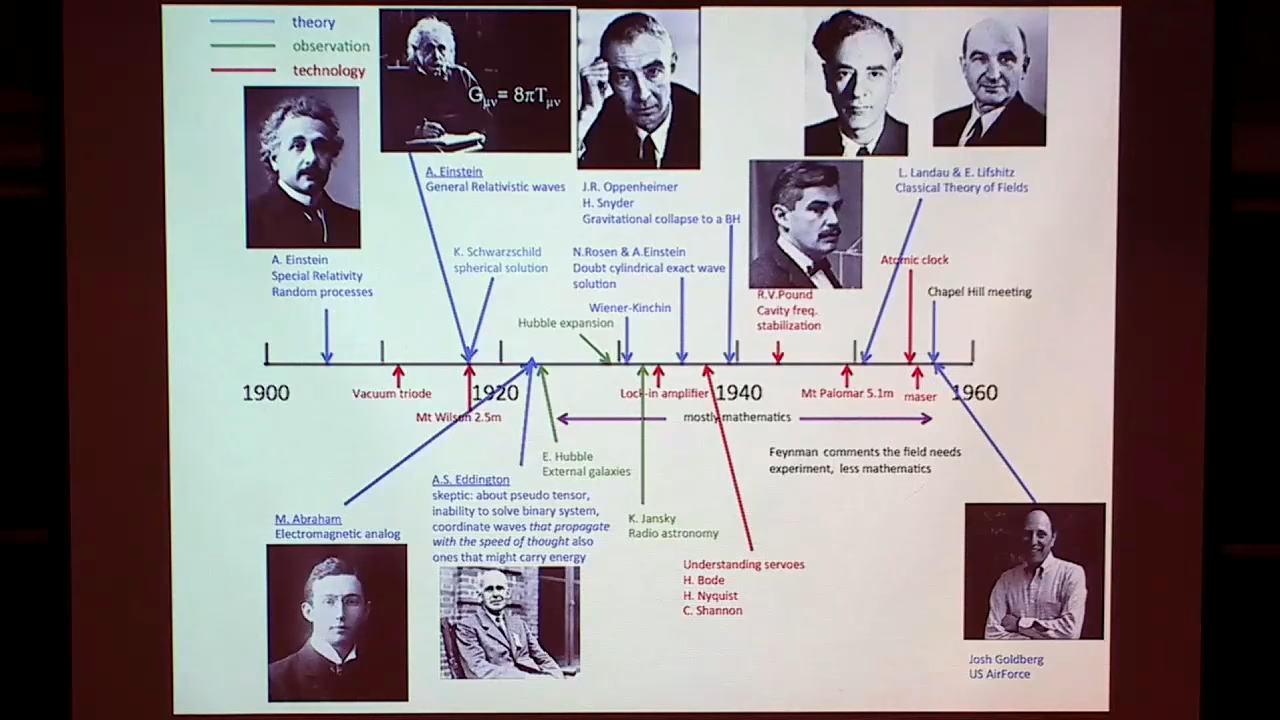 theory
observation
technology
Gμν= 8πTμν
A. Einstein
General Relativistic waves
J.R. Oppenheimer
H. Snyder
Gravitational collapse to a BH
L. Landau & E. Lifshitz
Classical Theory of Fields
A. Einstein
Special Relativity
Random processes
K. Schwarzschild
spherical solution
N.Rosen & A.Einstein
Doubt cylindrical exact wave
solution
Wiener-Kinchin
Hubble expansion
R.V.Pound
Cavity freq.
stabilization
Atomic clock
Chapel Hill meeting
1900
Vacuum triode
Mt Wilson 2.5m
1920
Lock-in amplifier
1940
Mt Palomar 5.1m
maser
1960
mostly mathematics
Feynman comments the field needs
experiment, less mathematics
E. Hubble
External galaxies
A.S. Eddington
skeptic: about pseudo tensor,
inability to solve binary system,
coordinate waves that propagate
with the speed of thought also
ones that might carry energy
M. Abraham
Electromagnetic analog
K. Jansky
Radio astronomy
Understanding servoes
H. Bode
H. Nyquist
C. Shannon
Josh Goldberg
US AirForce